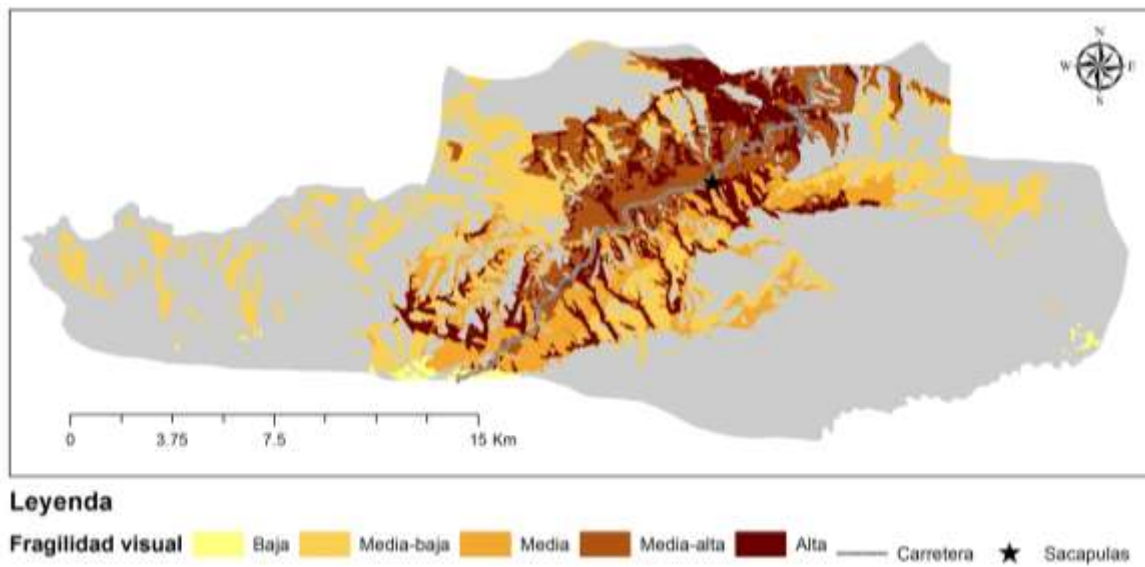 N
W E
S
0 3.75 7.5 15 Km
Leyenda
Fragilidad visual Baja Media-baja Media Media-alta Alta Carretera Sacapulas